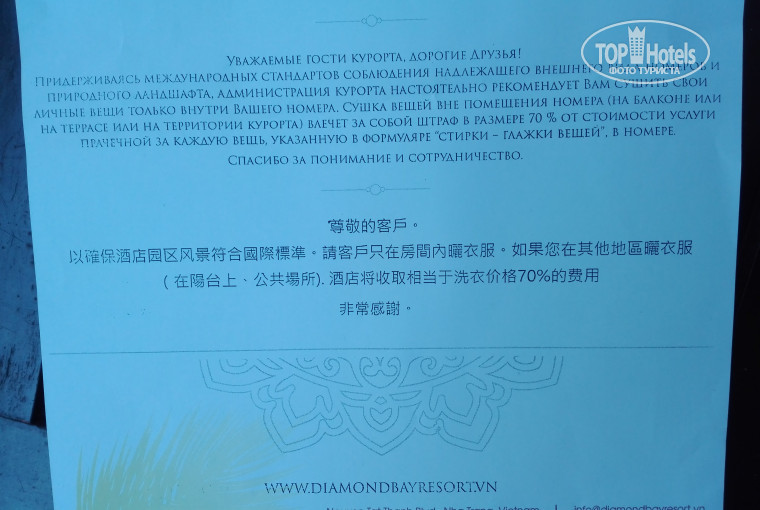 TOP Hotels
ФОТО ТУРИСТА
УВАЖАЕМЫЕ ГОСТИ КУРОРТА, ДОРОГИЕ ДРУЗЬЯ!
ПРИДЕРЖИВАЯСЬ МЕЖДУНАРОДНЫХ СТАНДАРТОВ СОБЛЮДЕНИЯ НАДЛЕЖАЩЕГО ВНЕШНЕГО И
ПРИРОДНОГО ЛАНДШАФТА, АДМИНИСТРАЦИЯ КУРОРТА НАСТОЯТЕЛЬНО РЕКОМЕНДУЕТ ВАМ СУШИТЬ СВОИ
ЛИЧНЫЕ ВЕЩИ ТОЛЬКО ВНУТРИ ВАШЕГО НОМЕРА. СУШКА ВЕЩЕЙ ВНЕ ПОМЕЩЕНИЯ НОМЕРА (НА БАЛКОНЕ ИЛИ
НА ТЕРРАСЕ ИЛИ НА ТЕРРИТОРИИ КУРОРТА) ВЛЕЧЕТ ЗА СОБОЙ ШТРАФ В РАЗМЕРЕ 70 % ОТ СТОИМОСТИ УСЛУГИ
ПРАЧЕЧНОЙ ЗА КАЖДУЮ ВЕЩЬ, УКАЗАННУЮ В ФОРМУЛЯРЕ "СТИРКИ – ГЛАЖКИ ВЕЩЕЙ", В НОМЕРЕ.
СПАСИБО ЗА ПОНИМАНИЕ И СОТРУДНИЧЕСТВО.
尊敬的客戶。
以確保酒店园区风景符合國際標準。請客戶只在房間內曬衣服。如果您在其他地區曬衣服
( 在陽台上、公共場所). 酒店将收取相当于洗衣价格70%的费用
非常感謝。
WWW.DIAMONDBAYRESORT.VN
Nha Trang, Vietnam | info@diamondbayresort.vn